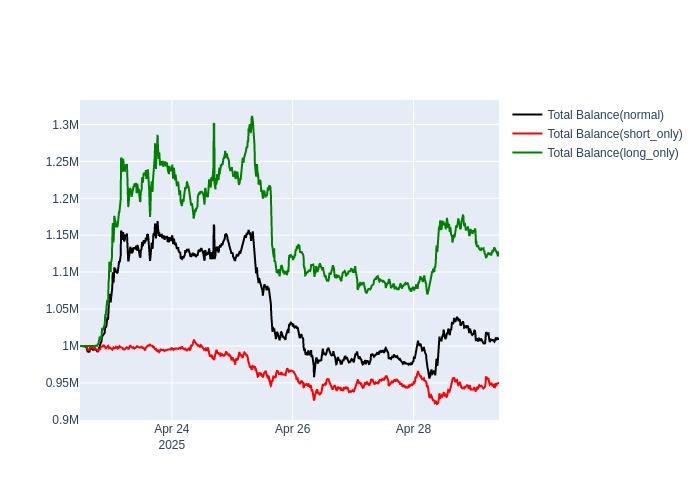 1.3M
1.25M
1.2M
1.15M
1.1M
1.05M
1M
0.95M
0.9M
Apr 24
2025
Apr 26
Apr 28
Total Balance(normal)
Total Balance(short_only)
Total Balance(long_only)